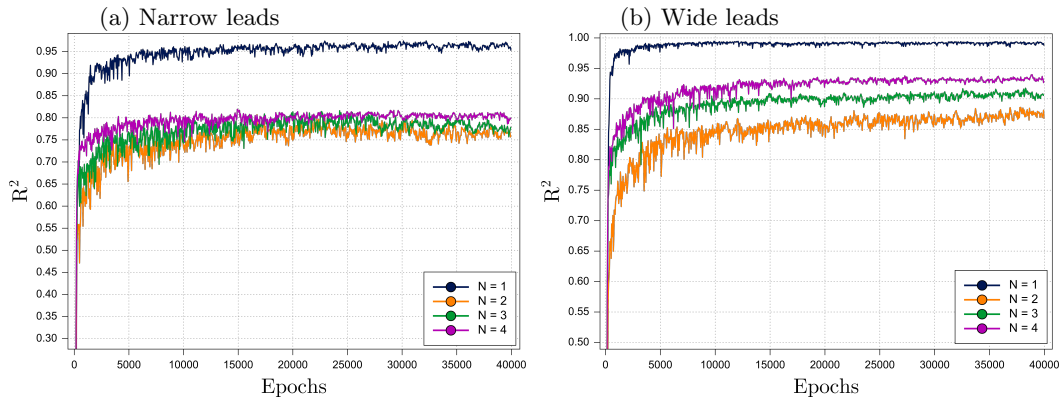 (a) Narrow leads
R²
0.95
0.90
0.85
0.80
0.75
0.70
0.65
0.60
0.55
0.50
0.45
0.40
0.35
0.30
N = 1
N = 2
N = 3
N = 4
0 5000 10000 15000 20000 25000 30000 35000 40000
Epochs
(b) Wide leads
R²
1.00
0.95
0.90
0.85
0.80
0.75
0.70
0.65
0.60
0.55
0.50
N = 1
N = 2
N = 3
N = 4
0 5000 10000 15000 20000 25000 30000 35000 40000
Epochs